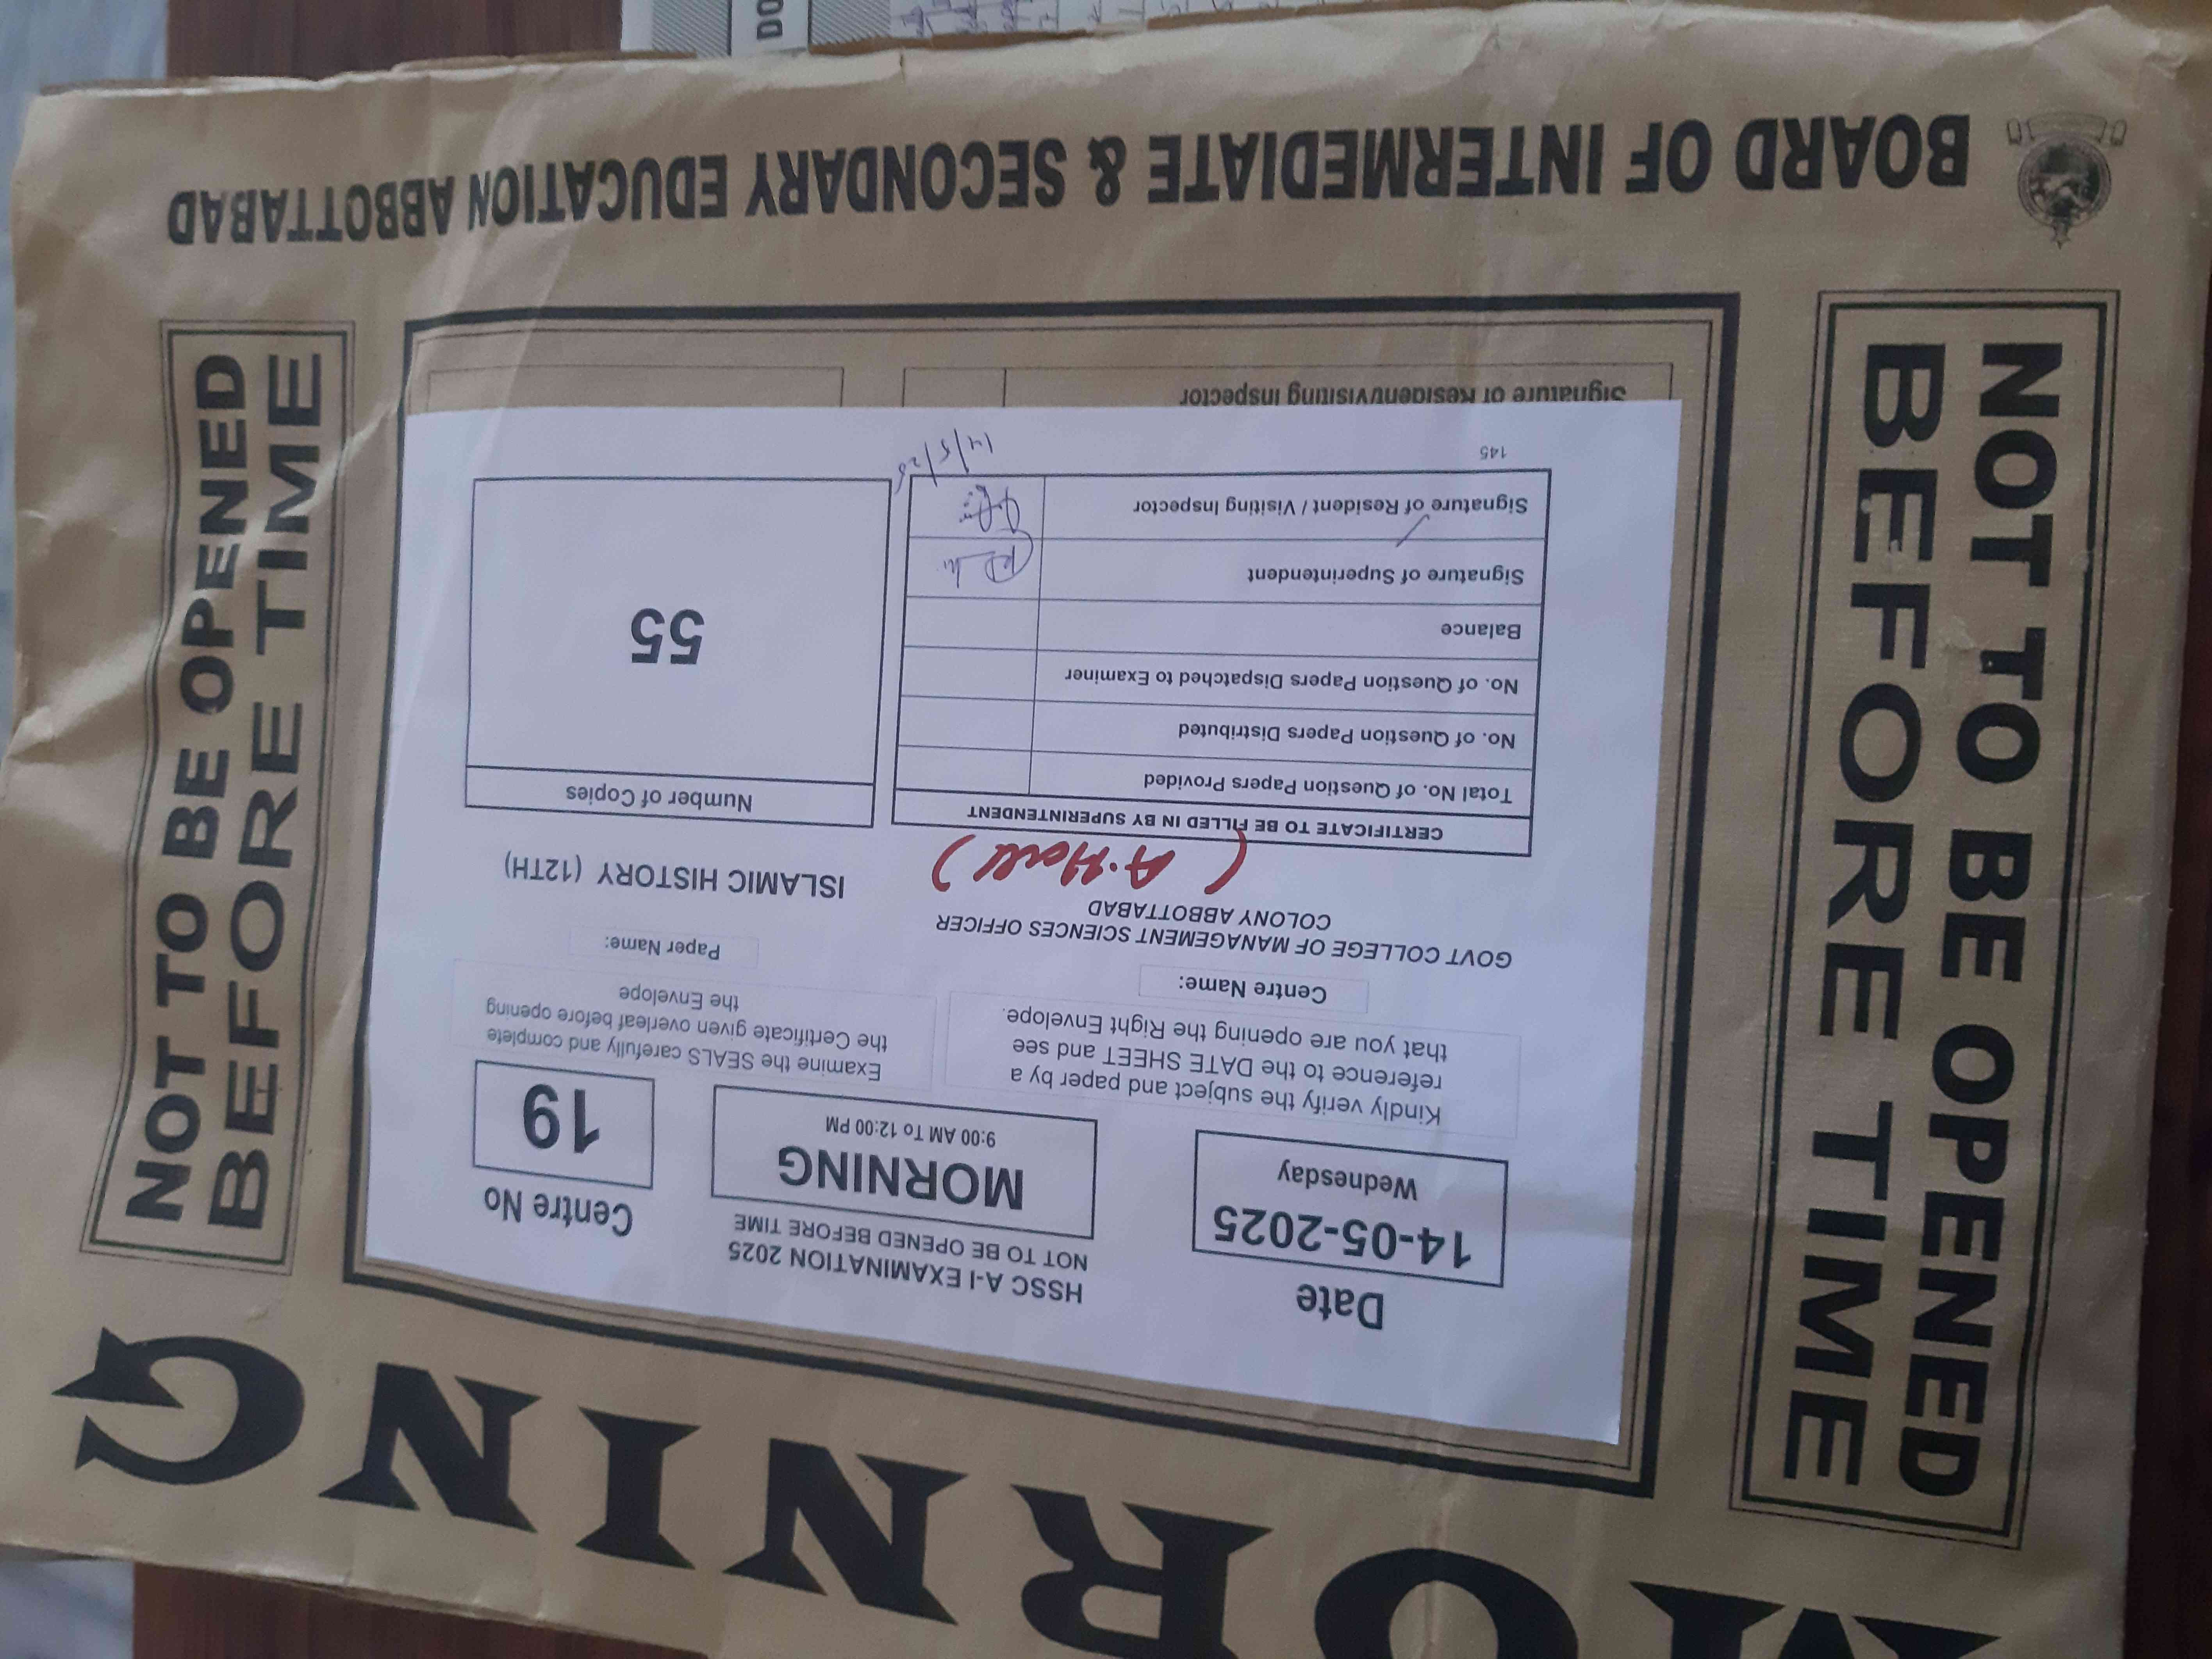 MORNING
NOT TO BE OPENED
BEFORE TIME
Date
14-05-2025
Wednesday
HSSC A-I EXAMINATION 2025
NOT TO BE OPENED BEFORE TIME
MORNING
9:00 AM To 12:00 PM
Centre No
19
Kindly verify the subject and paper by a
reference to the DATE SHEET and see
that you are opening the Right Envelope.
Examine the SEALS carefully and complete
the Certificate given overleaf before opening
the Envelope
Centre Name:
GOVT COLLEGE OF MANAGEMENT SCIENCES OFFICER
COLONY ABBOTTABAD
(A.Hall)
Paper Name:
ISLAMIC HISTORY (12TH)
CERTIFICATE TO BE FILLED IN BY SUPERINTENDENT
Total No. of Question Papers Provided
No. of Question Papers Distributed
No. of Question Papers Dispatched to Examiner
Balance
Signature of Superintendent
Signature of Resident / Visiting Inspector
14/5/25
145
Number of Copies
55
Signature of Resident/Visiting Inspector
NOT TO BE OPENED
BEFORE TIME
BOARD OF INTERMEDIATE & SECONDARY EDUCATION ABBOTTABAD
DO